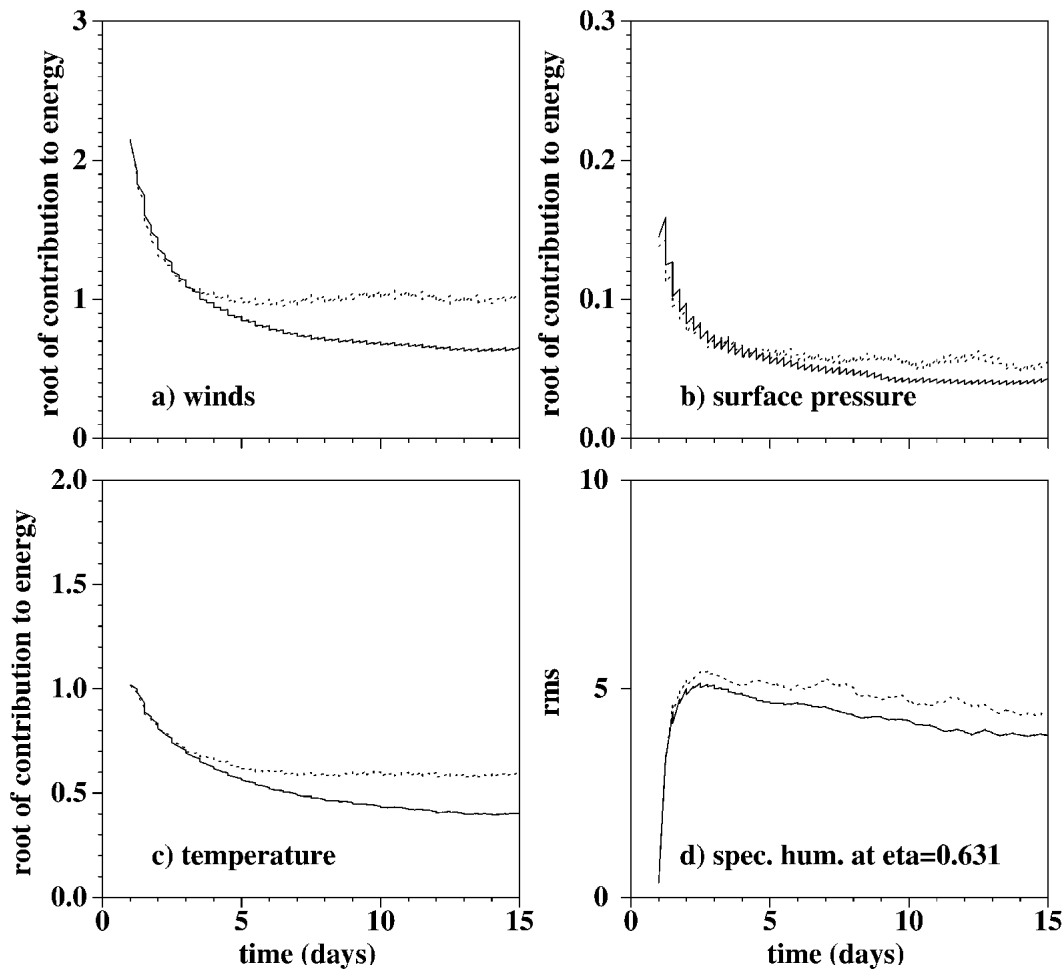 3
2
1
0
root of contribution to energy
a) winds
0.3
0.2
0.1
0.0
root of contribution to energy
b) surface pressure
2.0
1.5
1.0
0.5
0.0
root of contribution to energy
c) temperature
0 5 10 15
time (days)
10
5
0
rms
d) spec. hum. at eta=0.631
0 5 10 15
time (days)